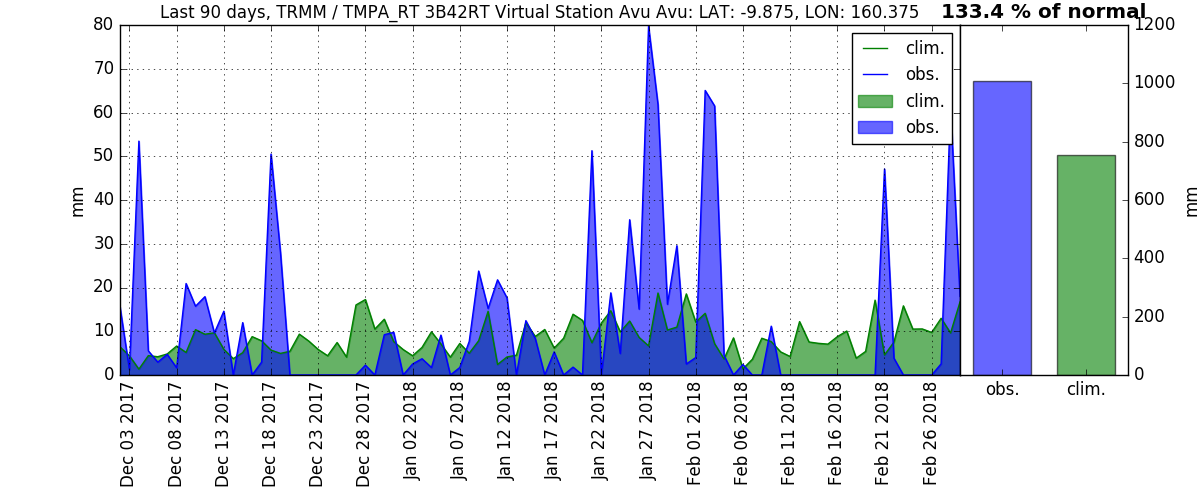 Last 90 days, TRMM / TMPA_RT 3B42RT Virtual Station Avu Avu: LAT: -9.875, LON: 160.375
133.4 % of normal
80
70
60
50
40
30
20
10
0
mm
clim.
obs.
clim.
obs.
Dec 03 2017
Dec 08 2017
Dec 13 2017
Dec 18 2017
Dec 23 2017
Dec 28 2017
Jan 02 2018
Jan 07 2018
Jan 12 2018
Jan 17 2018
Jan 22 2018
Jan 27 2018
Feb 01 2018
Feb 06 2018
Feb 11 2018
Feb 16 2018
Feb 21 2018
Feb 26 2018
1200
1000
800
600
400
200
0
mm
obs.
clim.